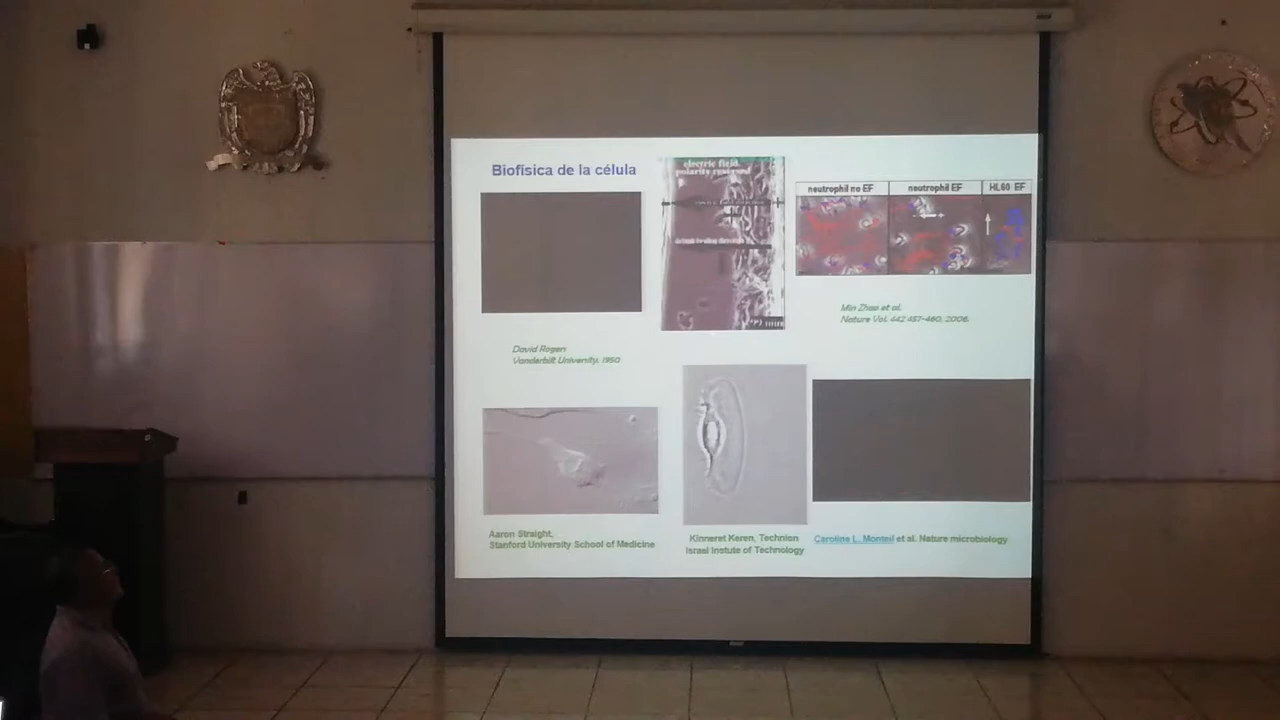 Biofísica de la célula
electric field
polarity reversed
neutrophil no EF
neutrophil EF
HL60 EF
Min Zhao et al.
Nature Vol. 442 457-460, 2006.
David Rogers
Vanderbilt University. 1950
Aaron Straight,
Stanford University School of Medicine
Kinneret Keren, Technion
Israel Instute of Technology
Caroline L. Monteil et al. Nature microbiology